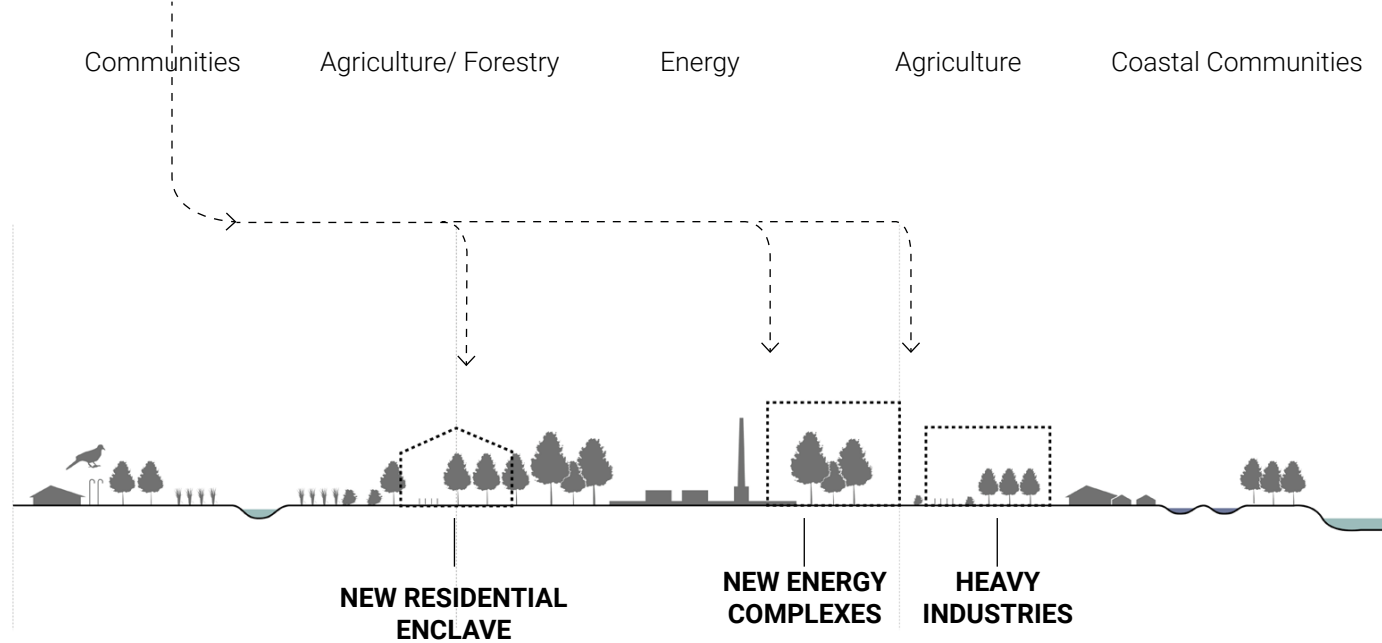 Communities
Agriculture/ Forestry
Energy
Agriculture
Coastal Communities
NEW RESIDENTIAL
ENCLAVE
NEW ENERGY
COMPLEXES
HEAVY
INDUSTRIES